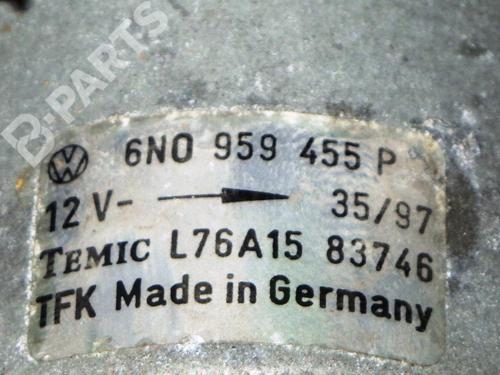 B-PARTS
6N0 959 455 P
12 V- 35/97
TEMIC L76A15 83746
TFK Made in Germany